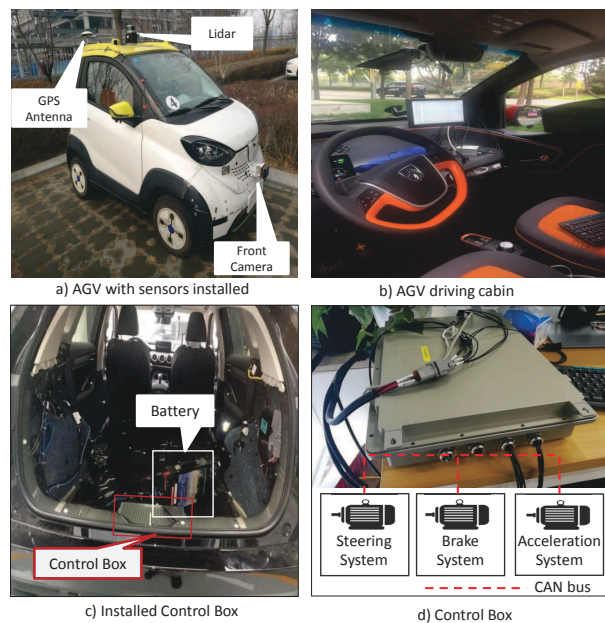 Lidar
GPS
Antenna
4
Front
Camera
a) AGV with sensors installed
b) AGV driving cabin
Battery
Control Box
c) Installed Control Box
Steering
System
Brake
System
Acceleration
System
CAN bus
d) Control Box